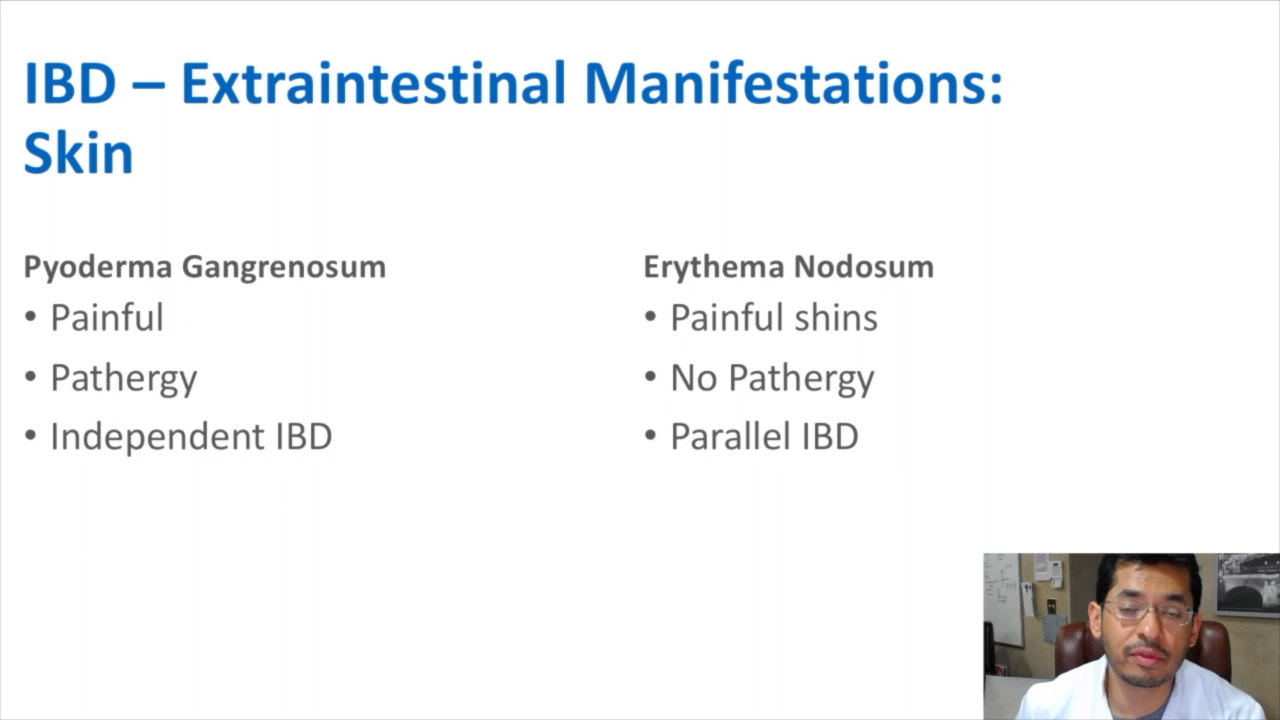 IBD – Extraintestinal Manifestations:
Skin
Pyoderma Gangrenosum
• Painful
• Pathergy
• Independent IBD
Erythema Nodosum
• Painful shins
• No Pathergy
• Parallel IBD